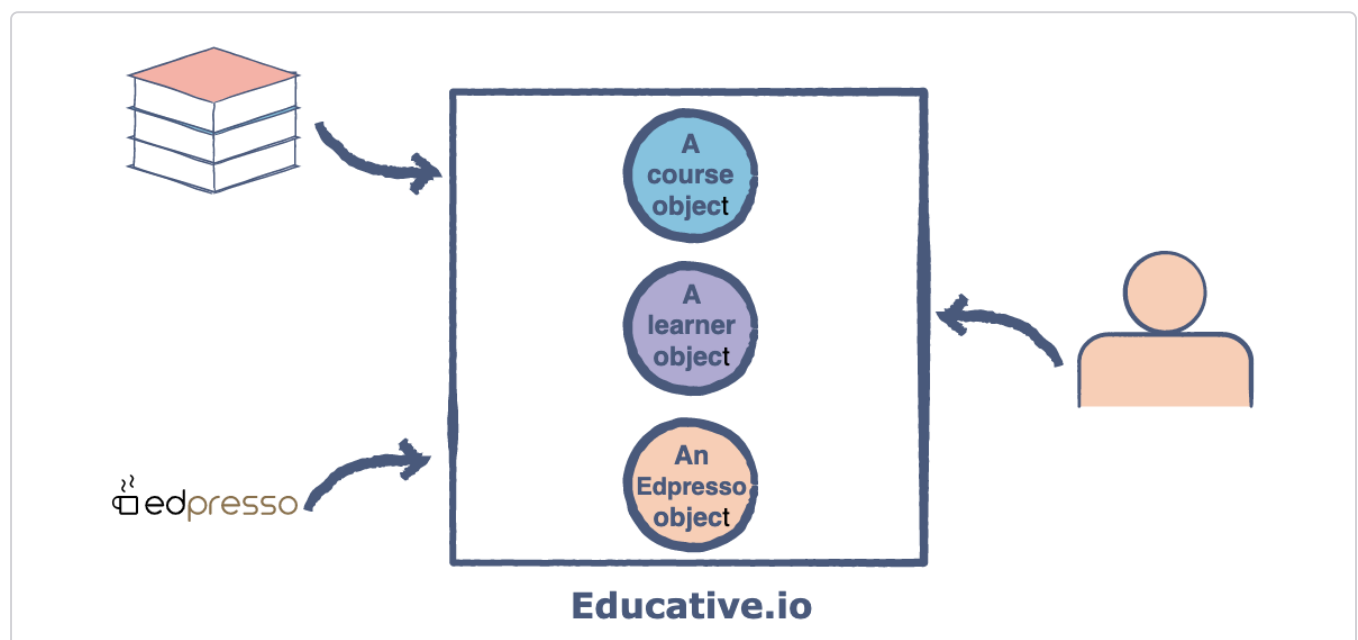 A
course
object
A
learner
object
edpresso
An
Edpresso
object
Educative.io